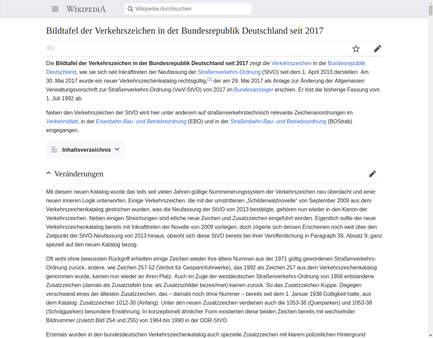 WIKIPEDIA
Wikipedia durchsuchen
Bildtafel der Verkehrszeichen in der Bundesrepublik Deutschland seit 2017
Die Bildtafel der Verkehrszeichen in der Bundesrepublik Deutschland seit 2017 zeigt die Verkehrszeichen in der Bundesrepublik
Deutschland, wie sie sich seit Inkrafttreten der Neufassung der Straßenverkehrs-Ordnung (StVO) seit dem 1. April 2013 darstellen. Am
30. Mai 2017 wurde ein neuer Verkehrszeichenkatalog rechtsgültig, der am 29. Mai 2017 als Anlage zur Änderung der Allgemeinen
Verwaltungsvorschrift zur Straßenverkehrs-Ordnung (VwV-StVO) von 2017 im Bundesanzeiger erschien. Er löst die bisherige Fassung vom
1. Juli 1992 ab.
Neben den Verkehrszeichen der StVO wird hier unter anderem auf straßenverkehrstechnisch relevante Zeichenanordnungen im
Verkehrsblatt, in der Eisenbahn-Bau- und Betriebsordnung (EBO) und in der Straßenbahn-Bau- und Betriebsordnung (BOStrab)
eingegangen.
Inhaltsverzeichnis
Veränderungen
Mit diesem neuen Katalog wurde das teils seit vielen Jahren gültige Nummerierungssystem der Verkehrszeichen neu überdacht und einer
neuen inneren Logik unterworfen. Einige Verkehrszeichen, die mit der umstrittenen „Schilderwaldnovelle“ von September 2009 aus dem
Verkehrszeichenkatalog gestrichen wurden, was die Neufassung der StVO von 2013 bestätigte, gehören nun wieder in den Kanon der
Verkehrszeichen. Neben einigen Streichungen sind etliche neue Zeichen und Zusatzzeichen eingeführt worden. Eigentlich sollte der neue
Verkehrszeichenkatalog bereits mit Inkrafttreten der Novelle von 2009 vorliegen, doch zögerte sich dessen Erscheinen noch weit über den
Zeitpunkt der StVO-Neufassung von 2013 hinaus, obwohl sich diese StVO bereits bei ihrer Veröffentlichung in Paragraph 39, Absatz 9, ganz
speziell auf den neuen Katalog bezog.
Oft wohl ohne bewussten Rückgriff erhielten einige Zeichen wieder ihre ältere Nummer aus der 1971 gültig gewordenen Straßenverkehrs-
Ordnung zurück, andere, wie Zeichen 257-52 (Verbot für Gespannfuhrwerke), das 1992 als Zeichen 257 aus dem Verkehrszeichenkatalog
genommen wurde, kamen nun wieder an ihren Platz. Auch im Zuge der westdeutschen Straßenverkehrs-Ordnung von 1956 entstandene
Zusatzzeichen (damals als Zusatztafeln bzw. als Zusatzschilder bezeichnet) kamen zurück. So das Zusatzzeichen Kuppe. Dagegen
verschwand eines der ältesten Zusatzzeichen, das – damals noch ohne Nummer – bereits seit dem 1. Januar 1938 Gültigkeit hatte, aus
dem Katalog: Zusatzzeichen 1012-30 (Anfang). Unter den neuen Zusatzzeichen verdienen auch die 1053-38 (Querparken) und 1053-38
(Schrägparken) besondere Erwähnung. In konzeptionell ähnlicher Form existierten diese beiden Zeichen bereits mit wechselnder
Bildnummer (zuletzt Bild 254 und 255) von 1964 bis 1990 in der DDR-StVO.
Erstmals wurden in den bundesdeutschen Verkehrszeichenkatalog auch spezielle Zusatzzeichen mit klarem polizeilichen Hintergrund